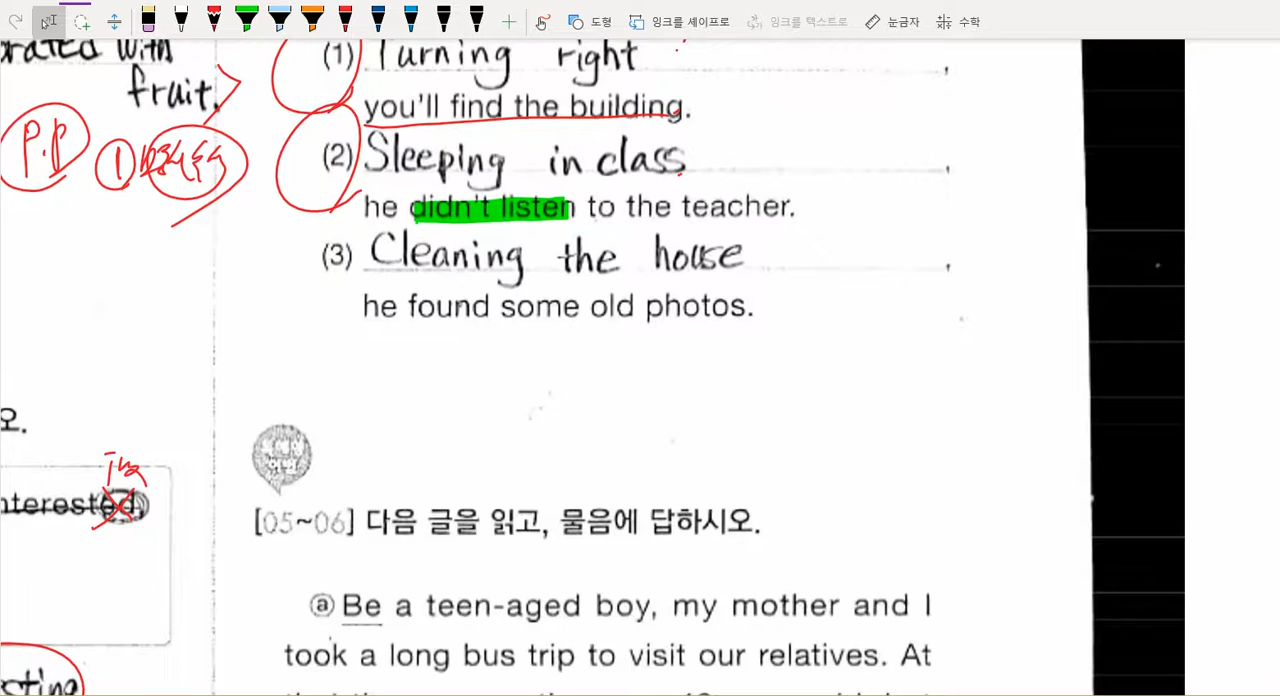 도형
잉크를 셰이프로
잉크를 텍스트로
눈금자
수학
with
fruit.
P.P
①
(1) Turning right ,
you'll find the building.
(2) Sleeping in class ,
he didn't listen to the teacher.
(3) Cleaning the house ,
he found some old photos.
오.
ing
nterested
[05~06] 다음 글을 읽고, 물음에 답하시오.
ⓐ Be a teen-aged boy, my mother and I
took a long bus trip to visit our relatives. At
cting